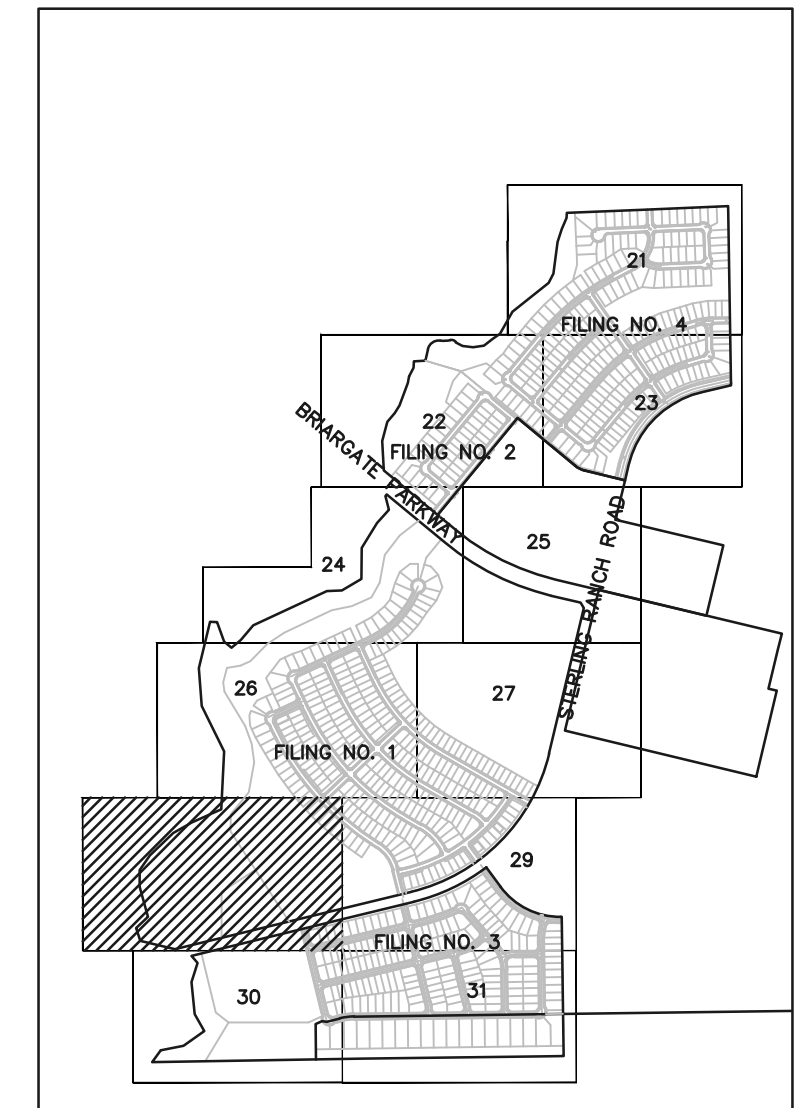 21
FILING NO. 4
23
22
FILING NO. 2
BRIARGATE PARKWAY
25
24
STERLING RANCH ROAD
26
27
FILING NO. 1
29
FILING NO. 3
30
31